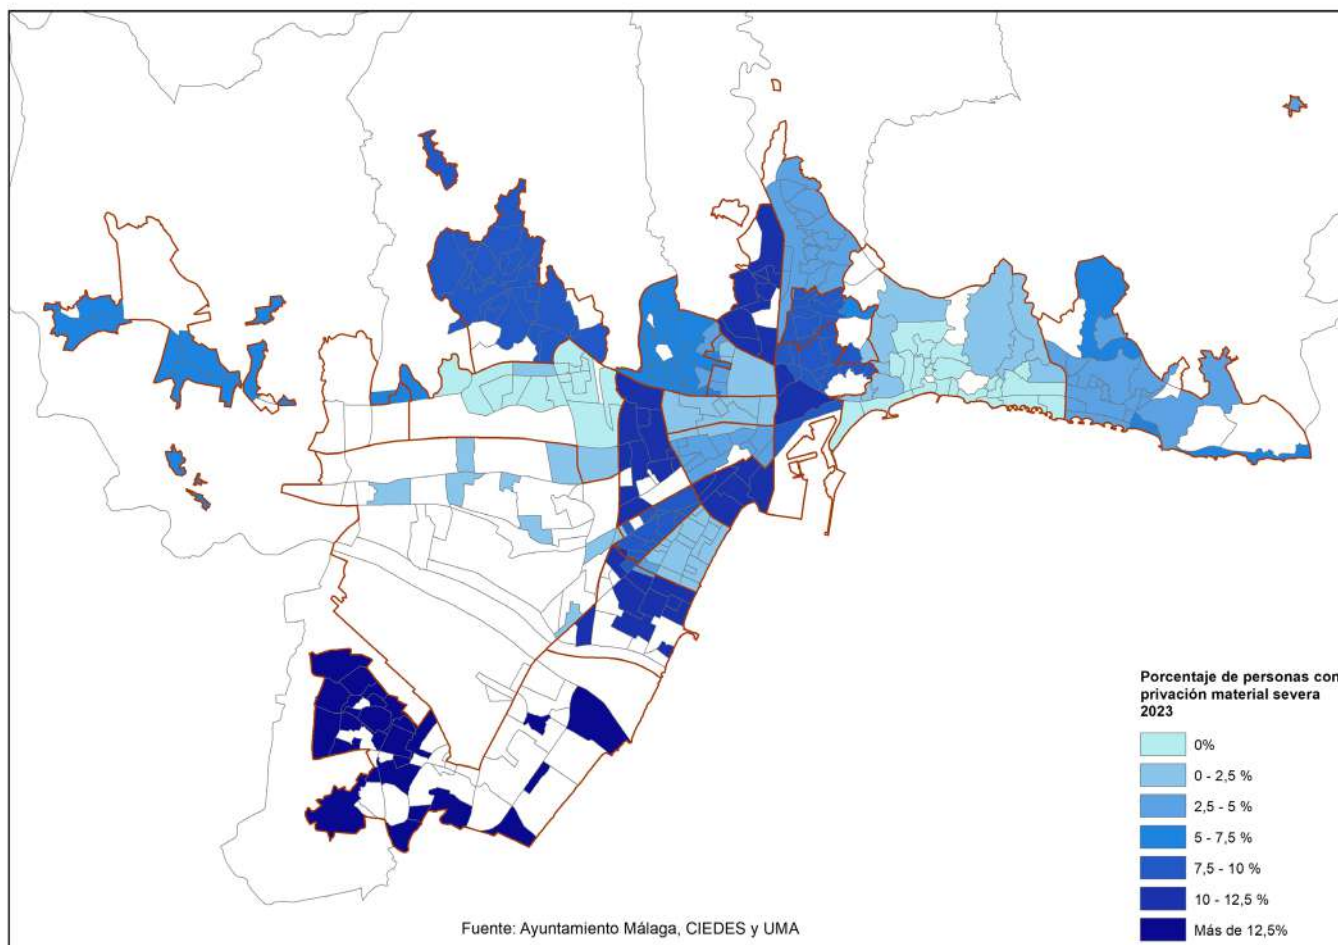 Porcentaje de personas con
privación material severa
2023
0%
0 - 2,5 %
2,5 - 5 %
5 - 7,5 %
7,5 - 10 %
10 - 12,5 %
Más de 12,5%
Fuente: Ayuntamiento Málaga, CIEDES y UMA